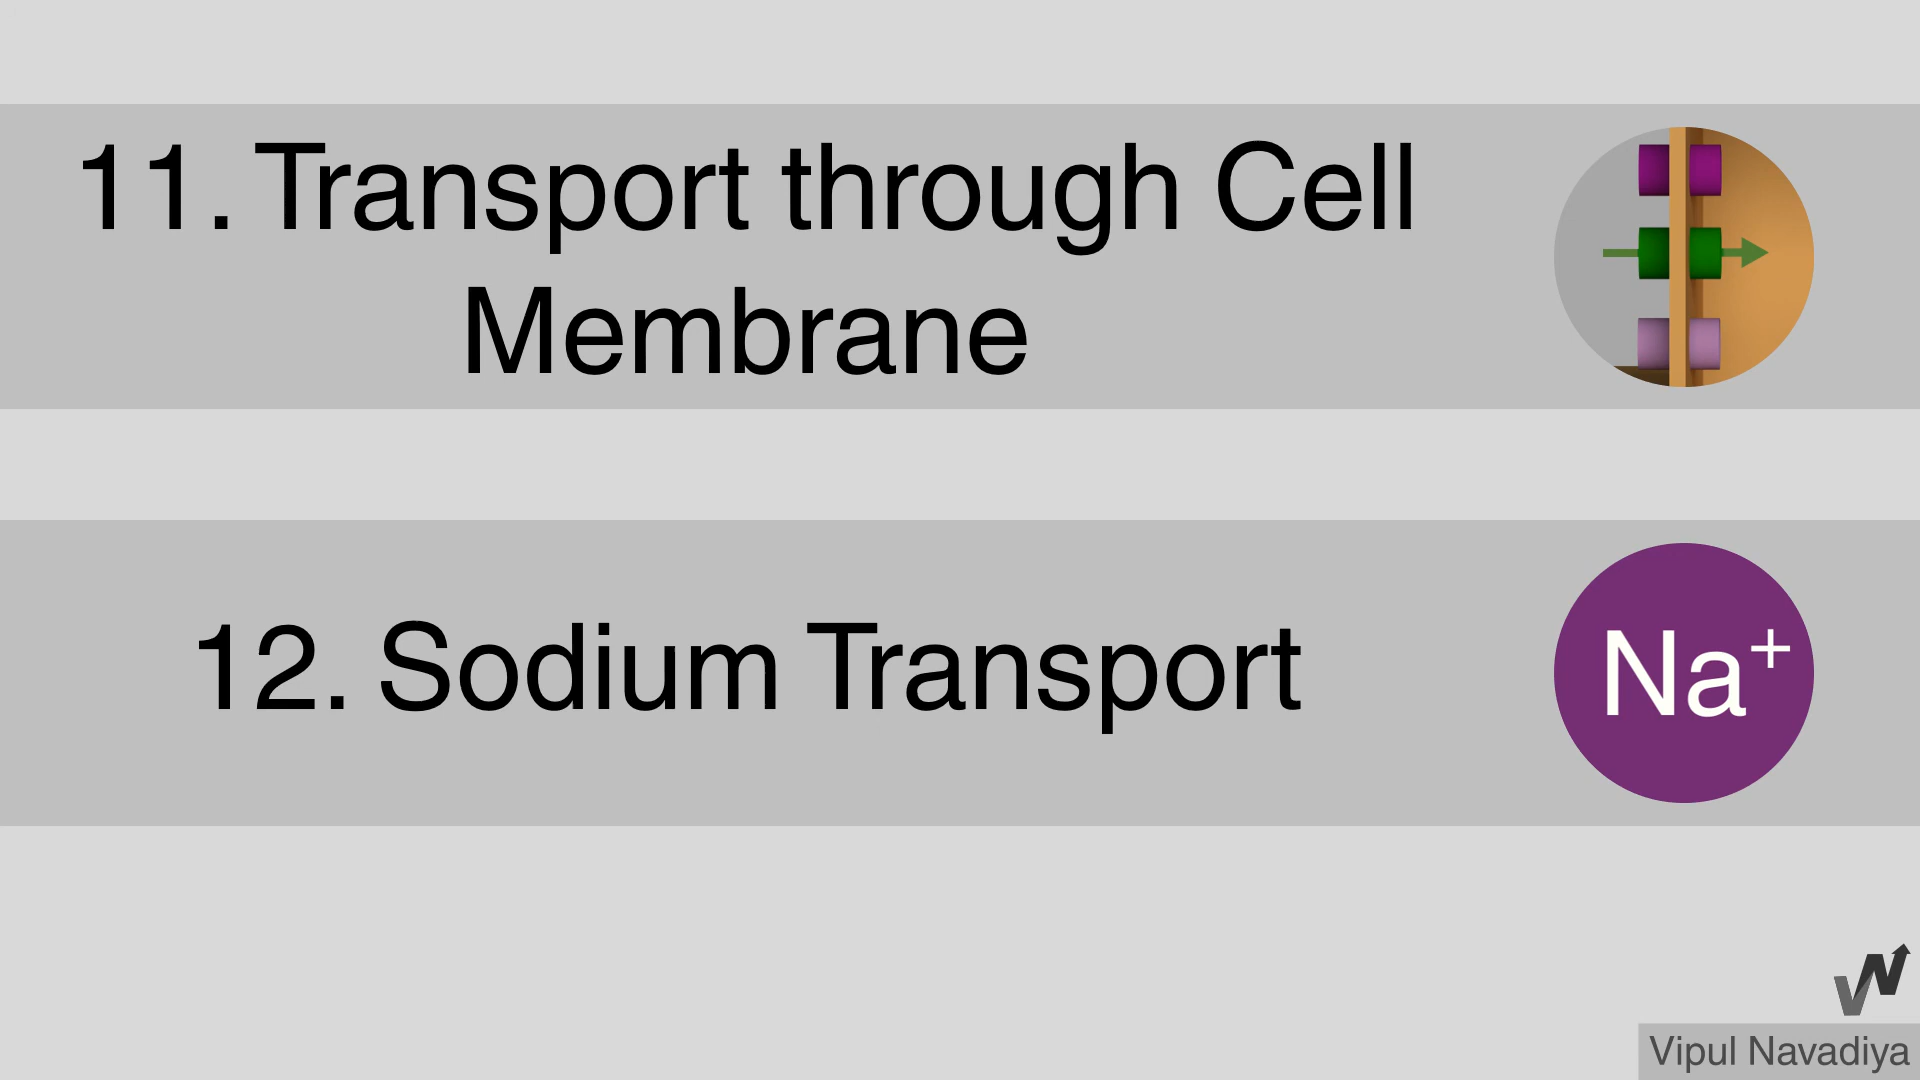 11. Transport through Cell
Membrane
12. Sodium Transport
Na⁺
Vipul Navadiya